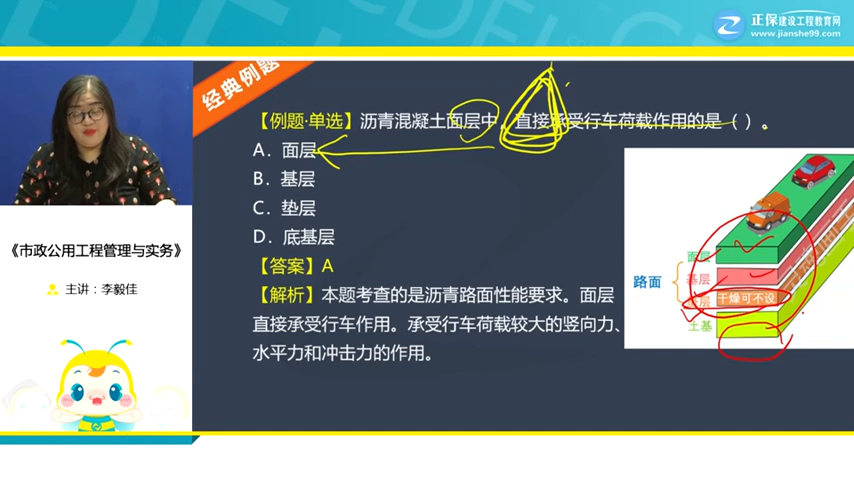 正保建设工程教育网
www.jianshe99.com
经典例题
【例题·单选】沥青混凝土面层中，直接承受行车荷载作用的是（ ）。
A．面层
B．基层
C．垫层
D．底基层
【答案】A
【解析】本题考查的是沥青路面性能要求。面层
直接承受行车作用。承受行车荷载较大的竖向力、
水平力和冲击力的作用。
《市政公用工程管理与实务》
主讲：李毅佳
路面
面层
基层
层 干燥可不设
土基